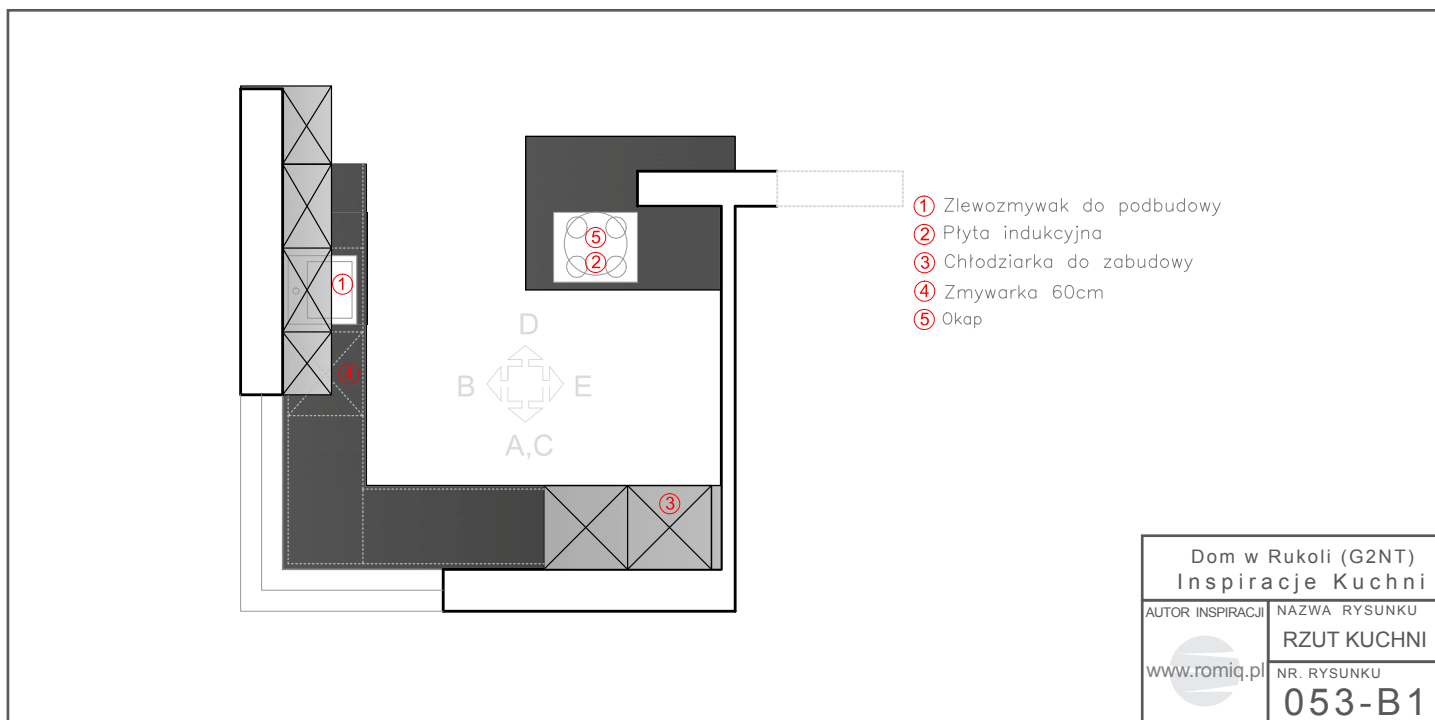 ① Zlewozmywak do podbudowy
② Płyta indukcyjna
③ Chłodziarka do zabudowy
④ Zmywarka 60cm
⑤ Okap
5
2
1
4
3
D
B E
A,C
Dom w Rukoli (G2NT)
Inspiracje Kuchni
AUTOR INSPIRACJI
www.romiq.pl
NAZWA RYSUNKU
RZUT KUCHNI
NR. RYSUNKU
053-B1